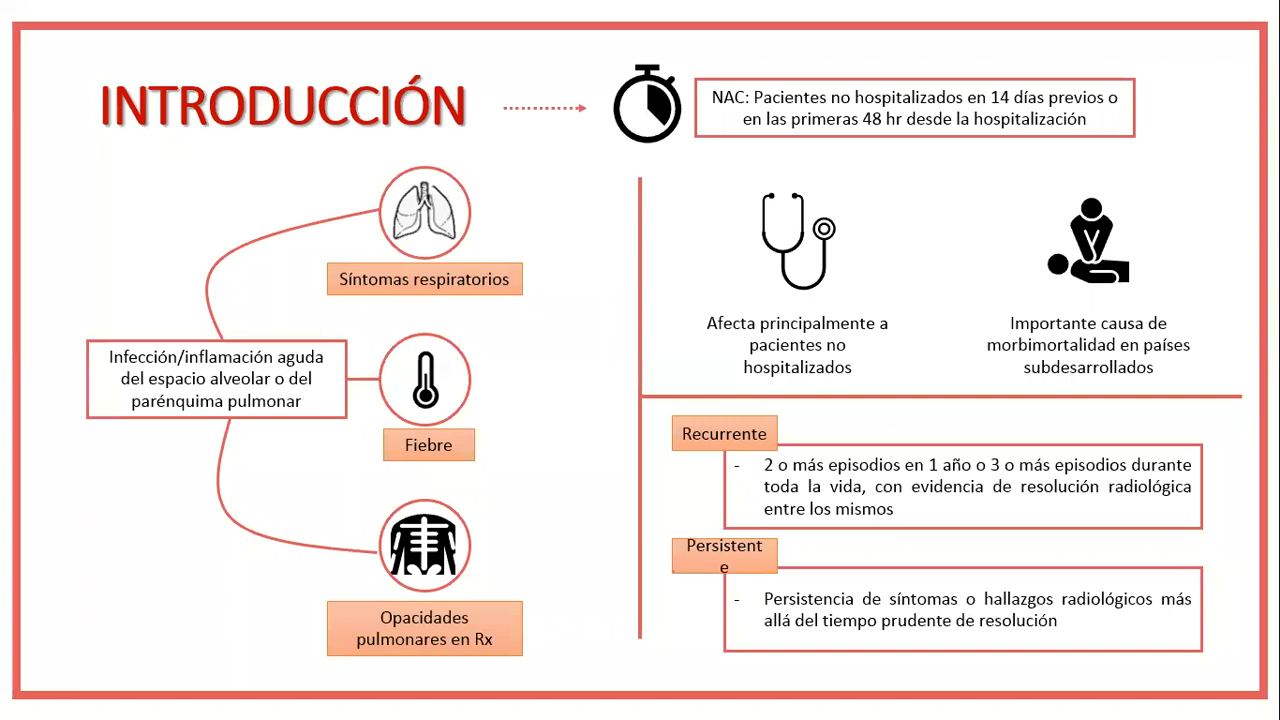 INTRODUCCIÓN
NAC: Pacientes no hospitalizados en 14 días previos o
en las primeras 48 hr desde la hospitalización
Síntomas respiratorios
Infección/inflamación aguda
del espacio alveolar o del
parénquima pulmonar
Fiebre
Opacidades
pulmonares en Rx
Afecta principalmente a
pacientes no
hospitalizados
Importante causa de
morbimortalidad en países
subdesarrollados
Recurrente
- 2 o más episodios en 1 año o 3 o más episodios durante
toda la vida, con evidencia de resolución radiológica
entre los mismos
Persistent
e
- Persistencia de síntomas o hallazgos radiológicos más
allá del tiempo prudente de resolución